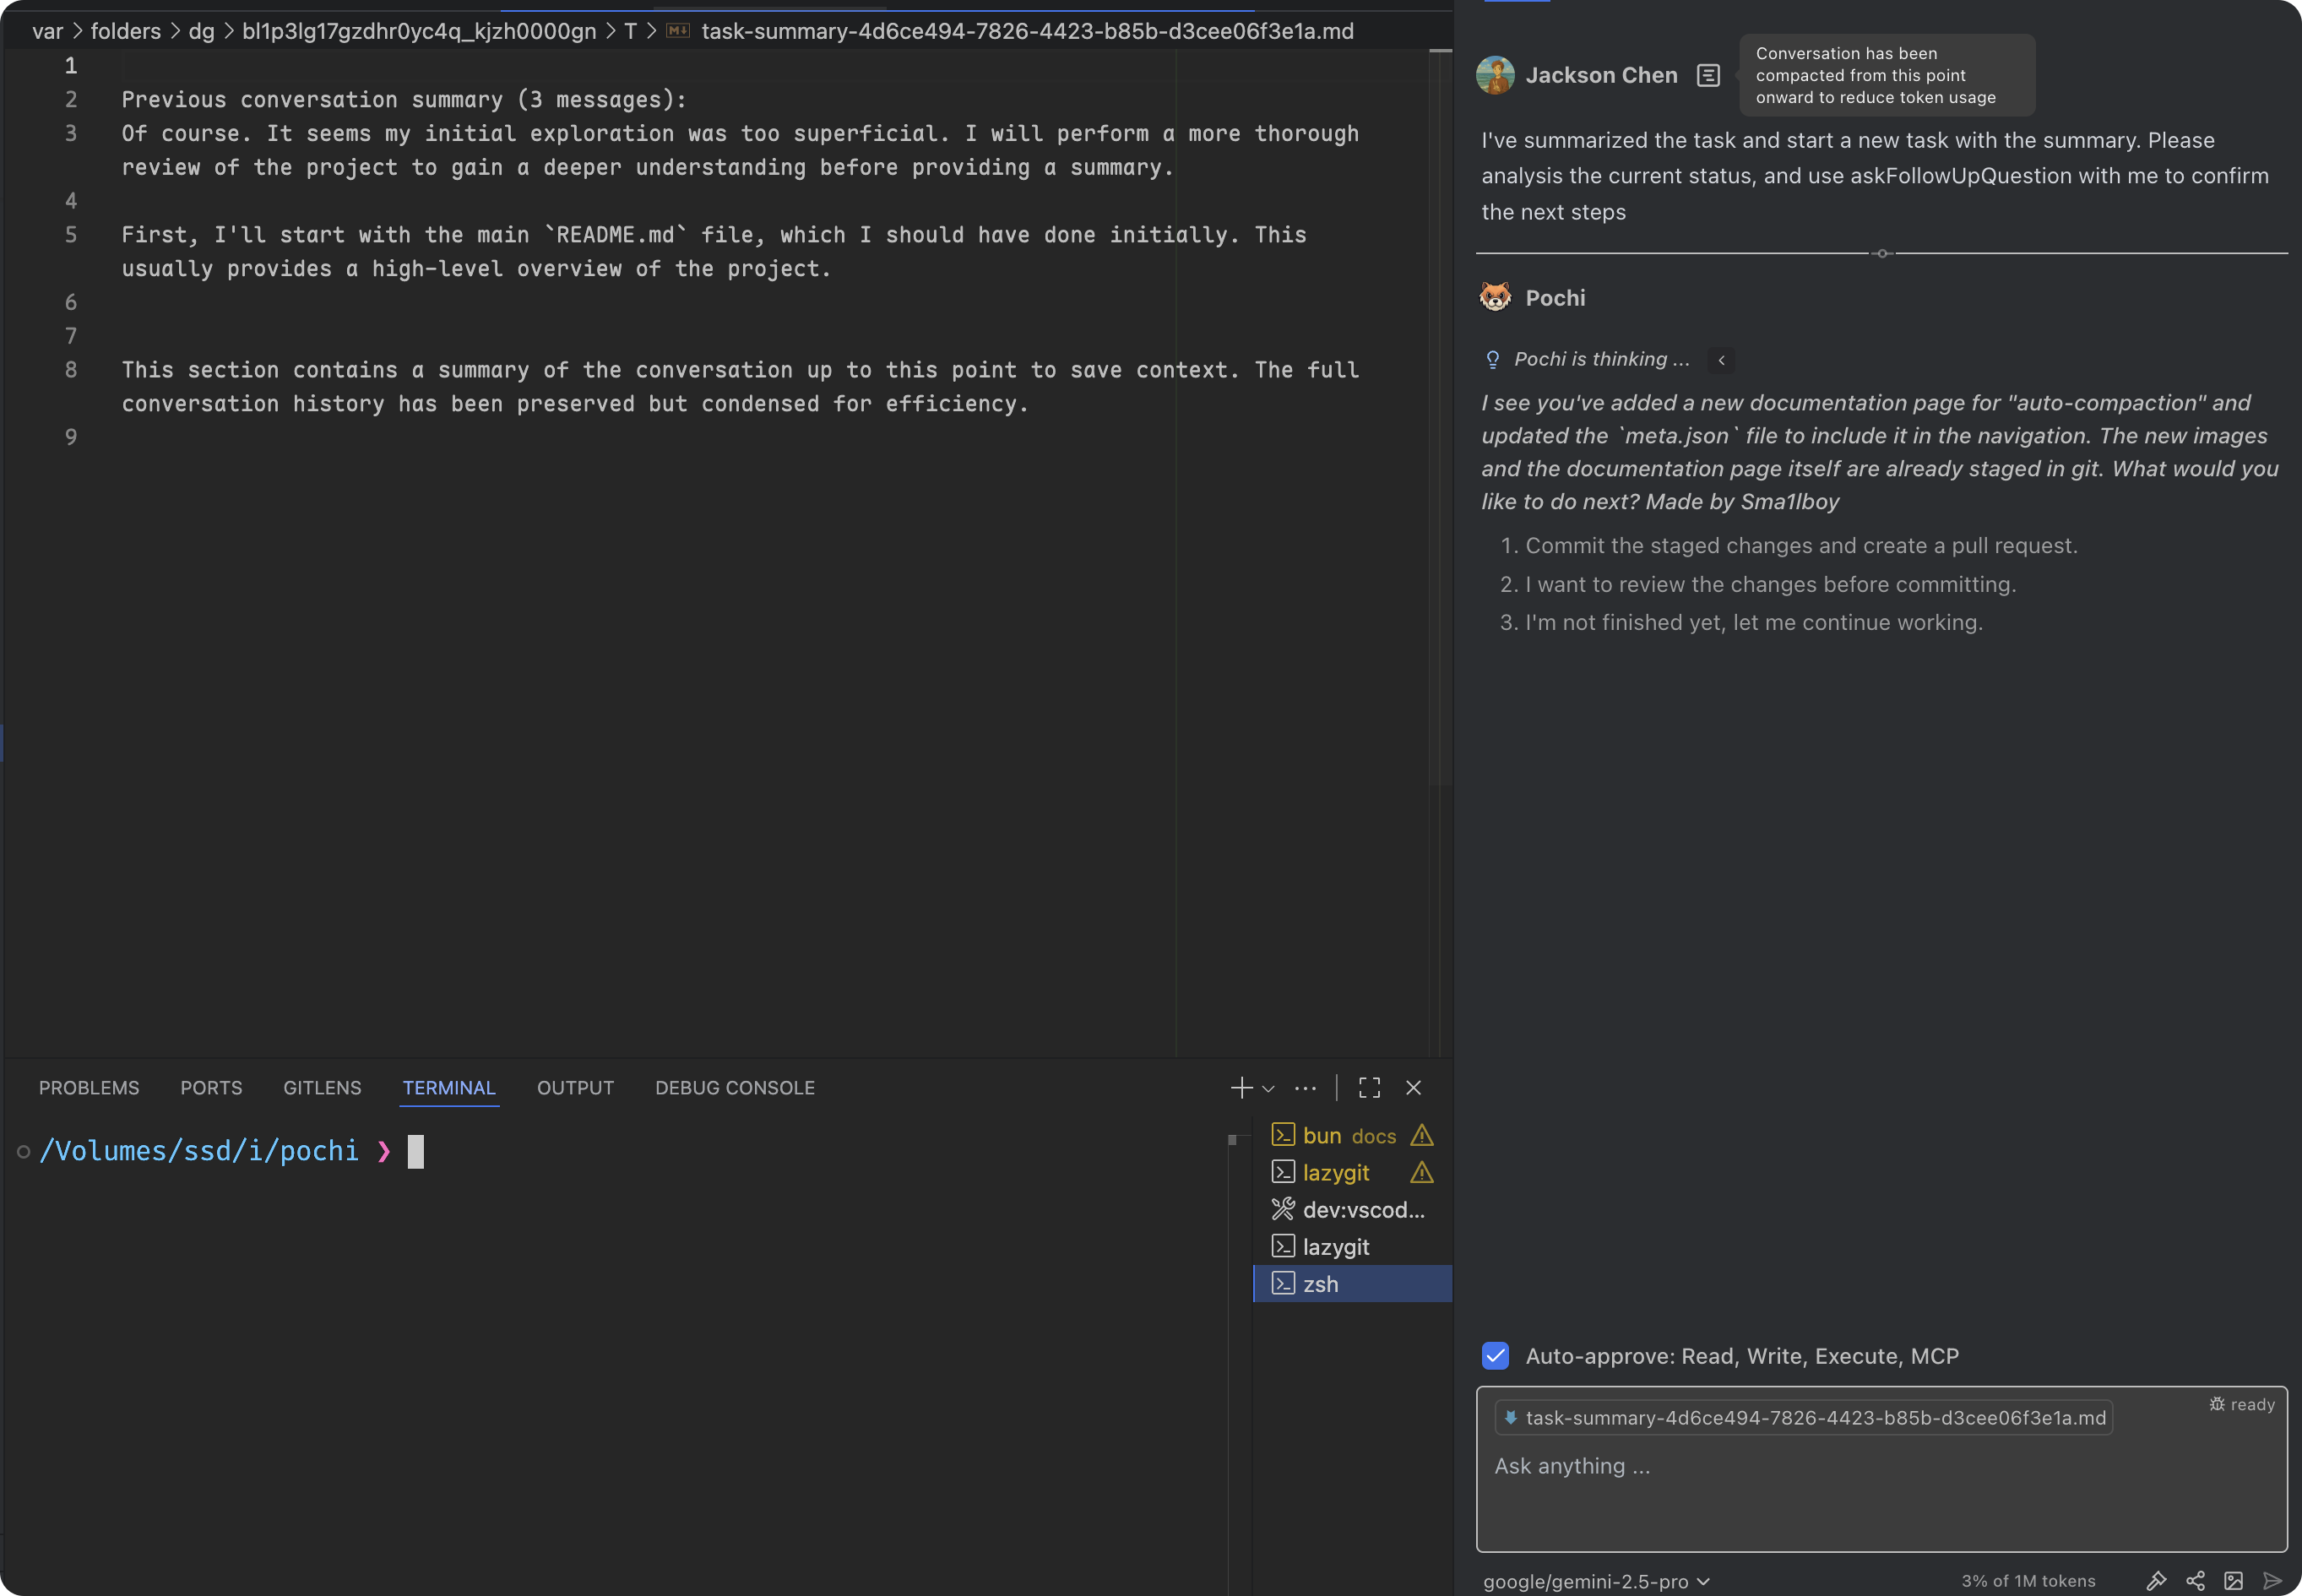 var > folders > dg > bl1p3lg17gzdhr0yc4q_kjzh0000gn > T > M↓ task-summary-4d6ce494-7826-4423-b85b-d3cee06f3e1a.md
1
2 Previous conversation summary (3 messages):
3 Of course. It seems my initial exploration was too superficial. I will perform a more thorough
review of the project to gain a deeper understanding before providing a summary.
4
5 First, I'll start with the main `README.md` file, which I should have done initially. This
usually provides a high-level overview of the project.
6
7
8 This section contains a summary of the conversation up to this point to save context. The full
conversation history has been preserved but condensed for efficiency.
9
PROBLEMS PORTS GITLENS TERMINAL OUTPUT DEBUG CONSOLE
/Volumes/ssd/i/pochi ❯
bun docs
lazygit
dev:vscod...
lazygit
zsh
Jackson Chen
Conversation has been
compacted from this point
onward to reduce token usage
I've summarized the task and start a new task with the summary. Please
analysis the current status, and use askFollowUpQuestion with me to confirm
the next steps
Pochi
Pochi is thinking ...
I see you've added a new documentation page for "auto-compaction" and
updated the `meta.json` file to include it in the navigation. The new images
and the documentation page itself are already staged in git. What would you
like to do next? Made by Sma1lboy
1. Commit the staged changes and create a pull request.
2. I want to review the changes before committing.
3. I'm not finished yet, let me continue working.
Auto-approve: Read, Write, Execute, MCP
task-summary-4d6ce494-7826-4423-b85b-d3cee06f3e1a.md
ready
Ask anything ...
google/gemini-2.5-pro
3% of 1M tokens